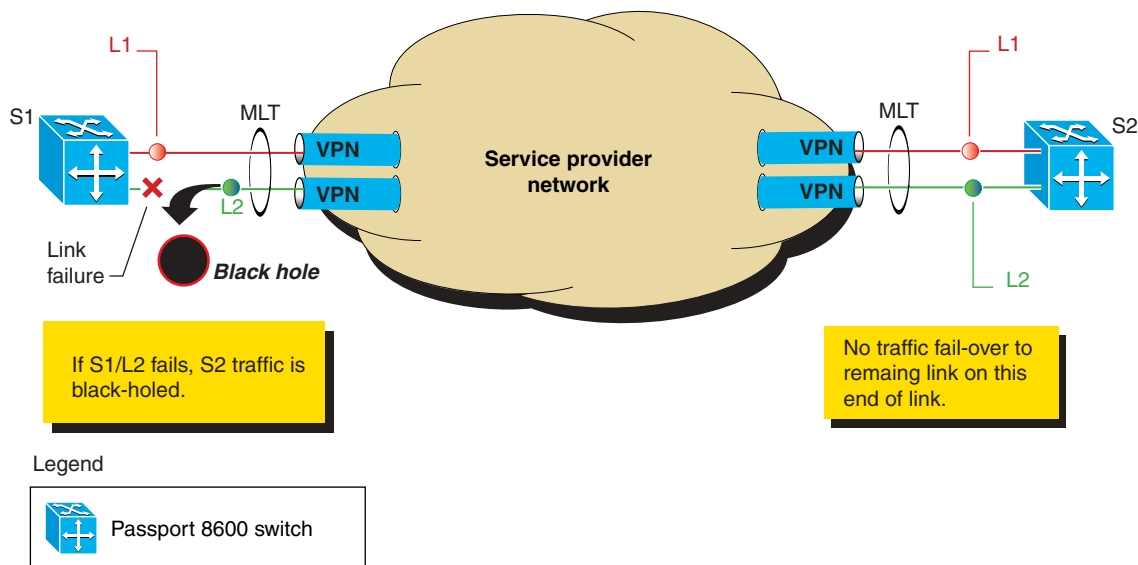 L1
L1
S1
MLT
MLT
S2
VPN
VPN
Service provider
network
VPN
VPN
L2
Link
failure
Black hole
L2
If S1/L2 fails, S2 traffic is
black-holed.
No traffic fail-over to
remaing link on this
end of link.
Legend
Passport 8600 switch